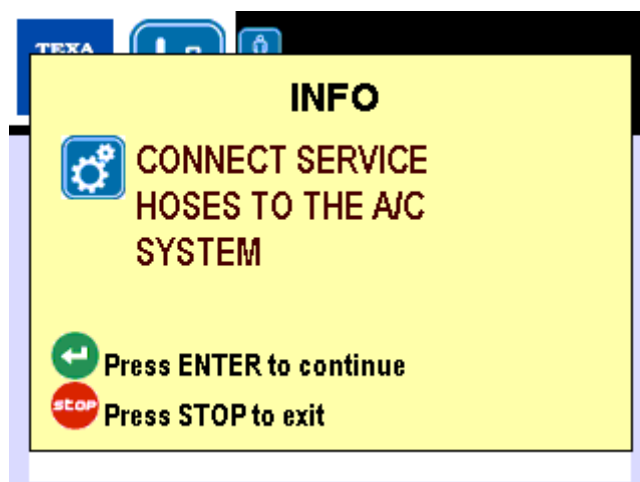 TEXA
INFO
CONNECT SERVICE
HOSES TO THE A/C
SYSTEM
Press ENTER to continue
stop Press STOP to exit